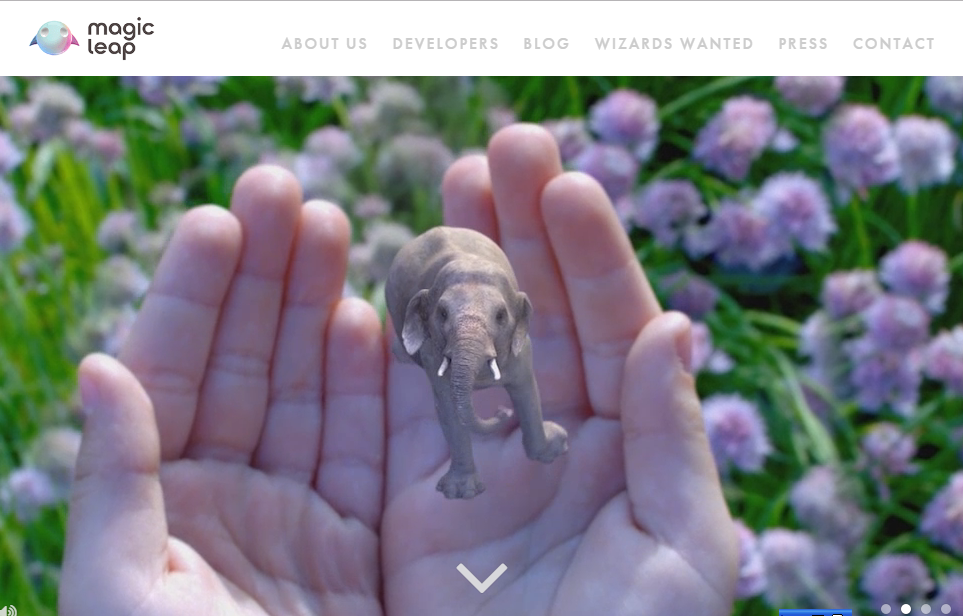 magic
leap
ABOUT US DEVELOPERS BLOG WIZARDS WANTED PRESS CONTACT